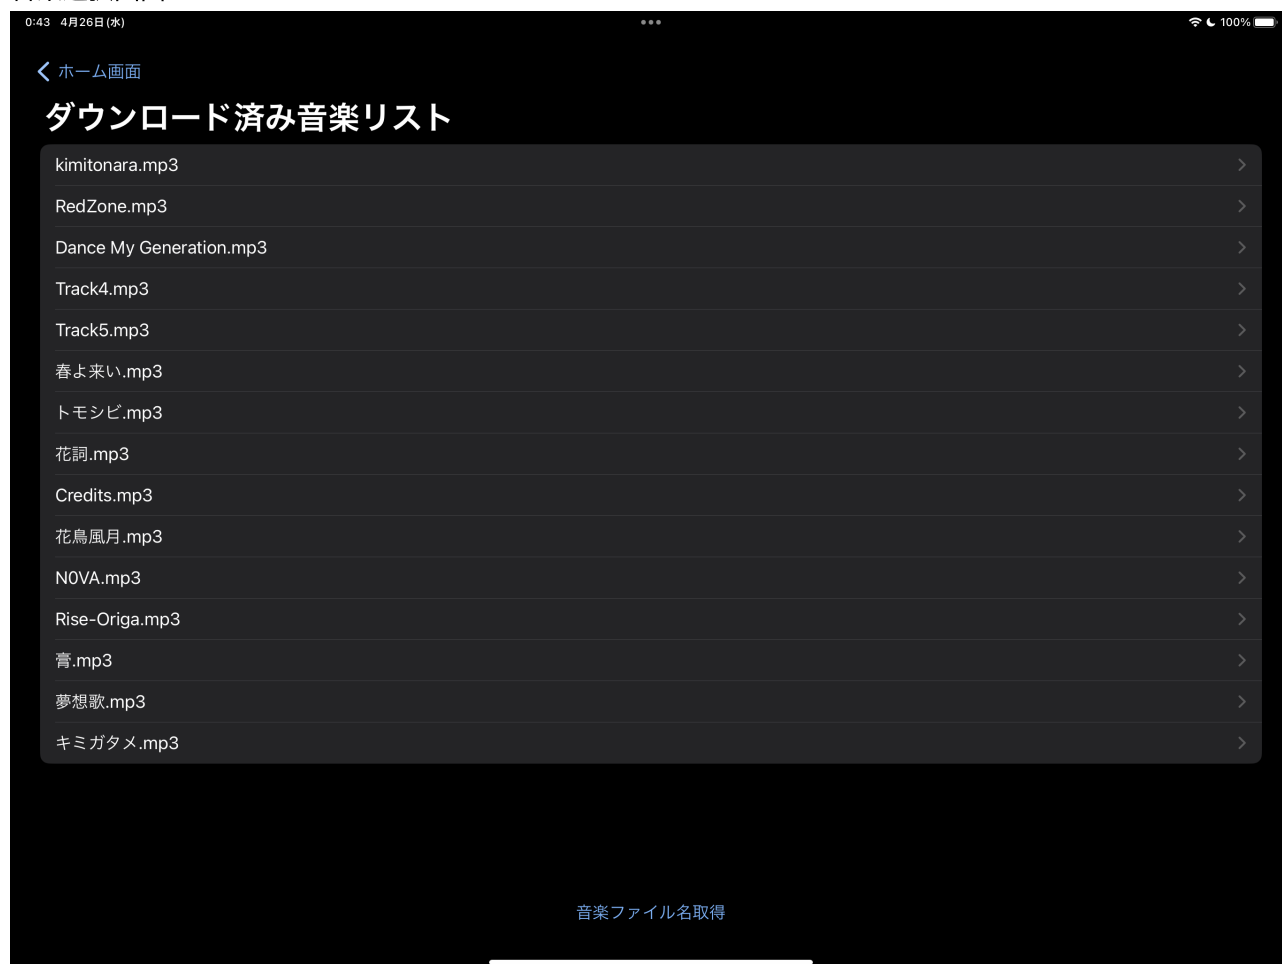 0:43 4月26日(水)
100%
ホーム画面
ダウンロード済み音楽リスト
kimitonara.mp3
RedZone.mp3
Dance My Generation.mp3
Track4.mp3
Track5.mp3
春よ来い.mp3
トモシビ.mp3
花詞.mp3
Credits.mp3
花鳥風月.mp3
N0VA.mp3
Rise-Origa.mp3
膏.mp3
夢想歌.mp3
キミガタメ.mp3
音楽ファイル名取得